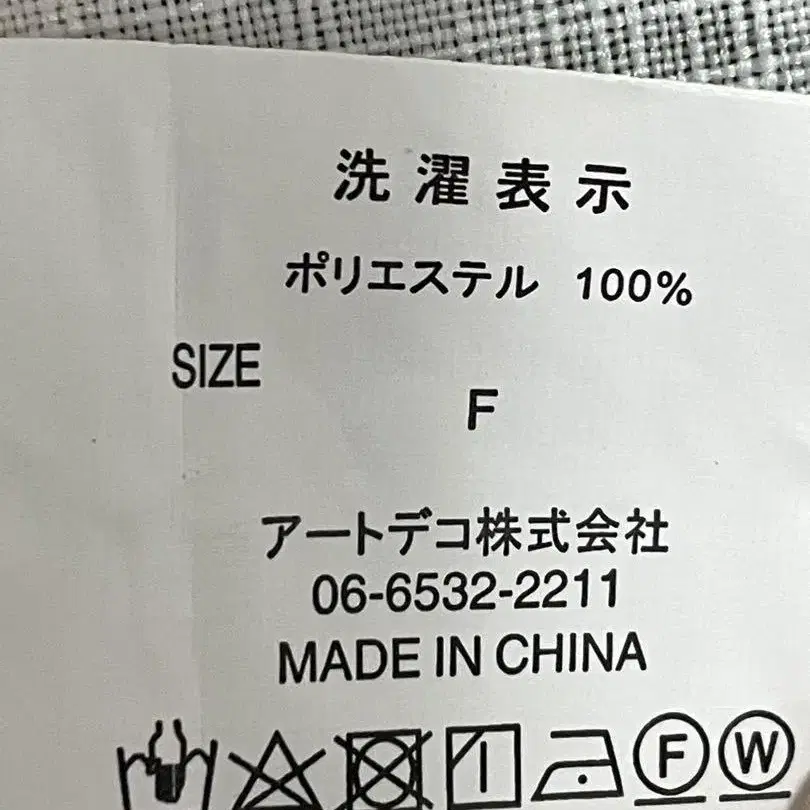 洗濯表示
ポリエステル 100%
SIZE
F
アートデコ株式会社
06-6532-2211
MADE IN CHINA
F W